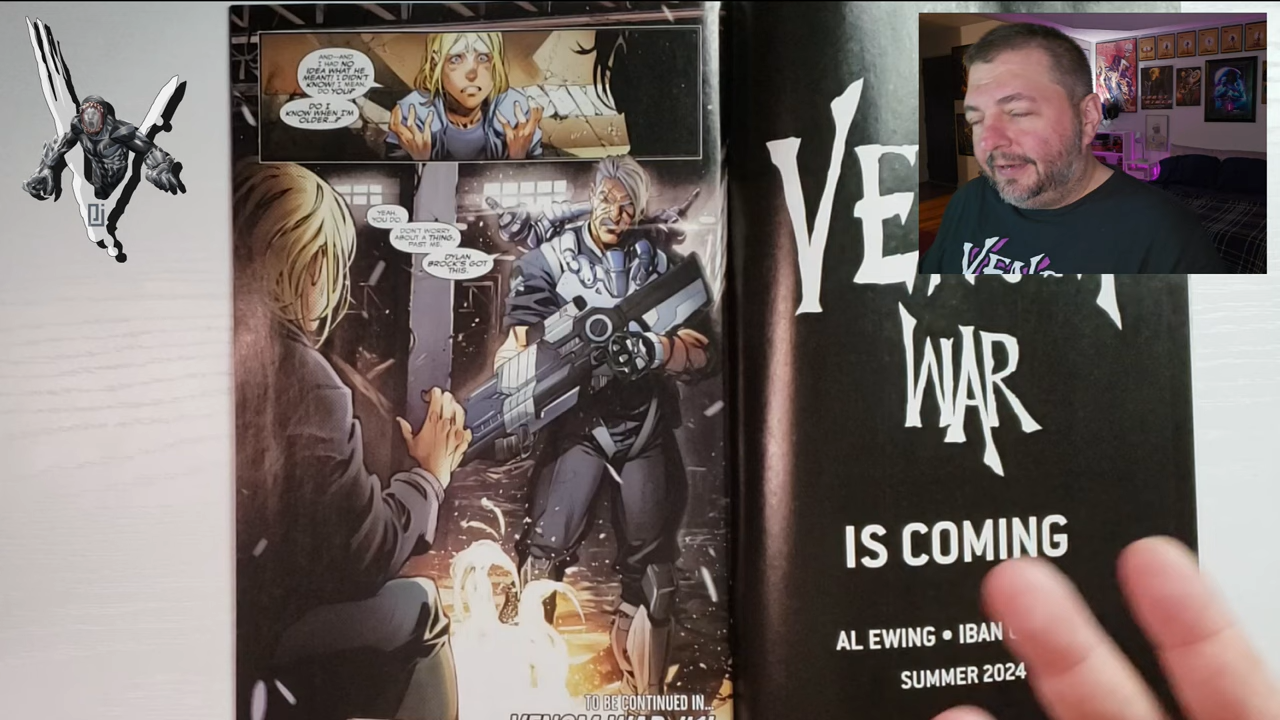 AND—AND
I HAD NO
IDEA WHAT HE
MEANT! I DIDN'T
KNOW! I MEAN,
DO YOU?
DO I
KNOW WHEN I'M
OLDER...?
YEAH,
YOU DO.
DON'T WORRY
ABOUT A THING,
PAST ME.
DYLAN
BROCK'S GOT
THIS.
TO BE CONTINUED IN...
VENOM WAR
WAR
IS COMING
AL EWING • IBAN
SUMMER 2024